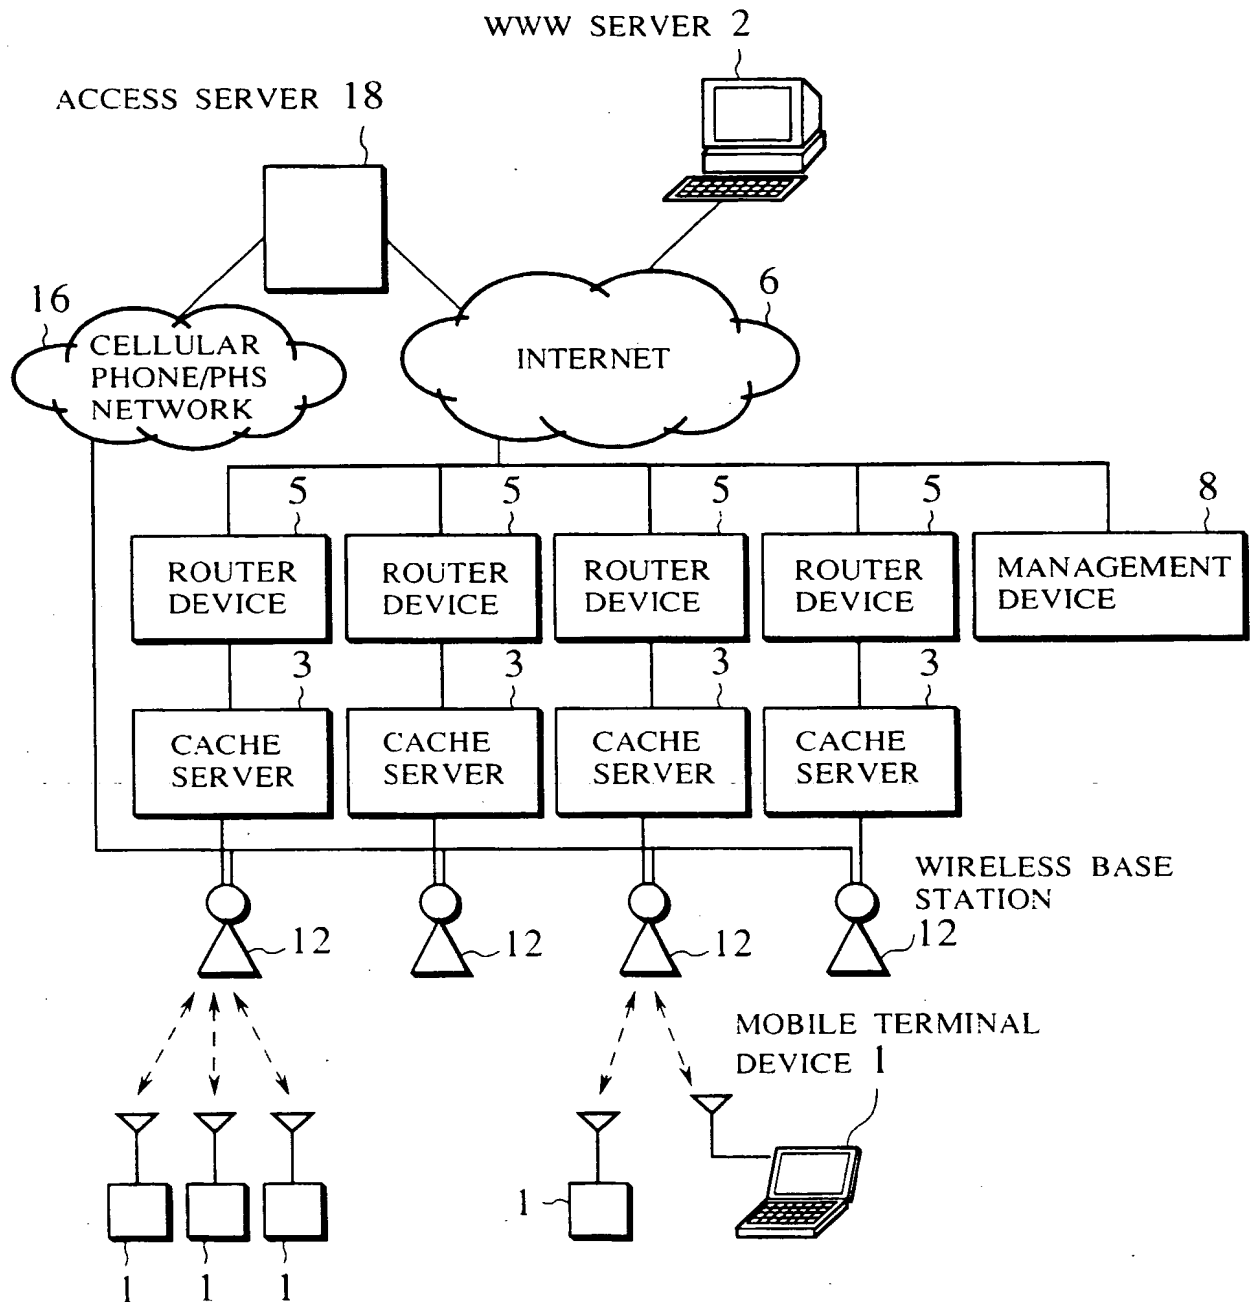 WWW SERVER 2
ACCESS SERVER 18
16
6
CELLULAR
PHONE/PHS
NETWORK
INTERNET
5
5
5
5
8
ROUTER
DEVICE
ROUTER
DEVICE
ROUTER
DEVICE
ROUTER
DEVICE
MANAGEMENT
DEVICE
3
3
3
3
CACHE
SERVER
CACHE
SERVER
CACHE
SERVER
CACHE
SERVER
WIRELESS BASE
STATION
12
12
12
12
MOBILE TERMINAL
DEVICE 1
1
1
1
1